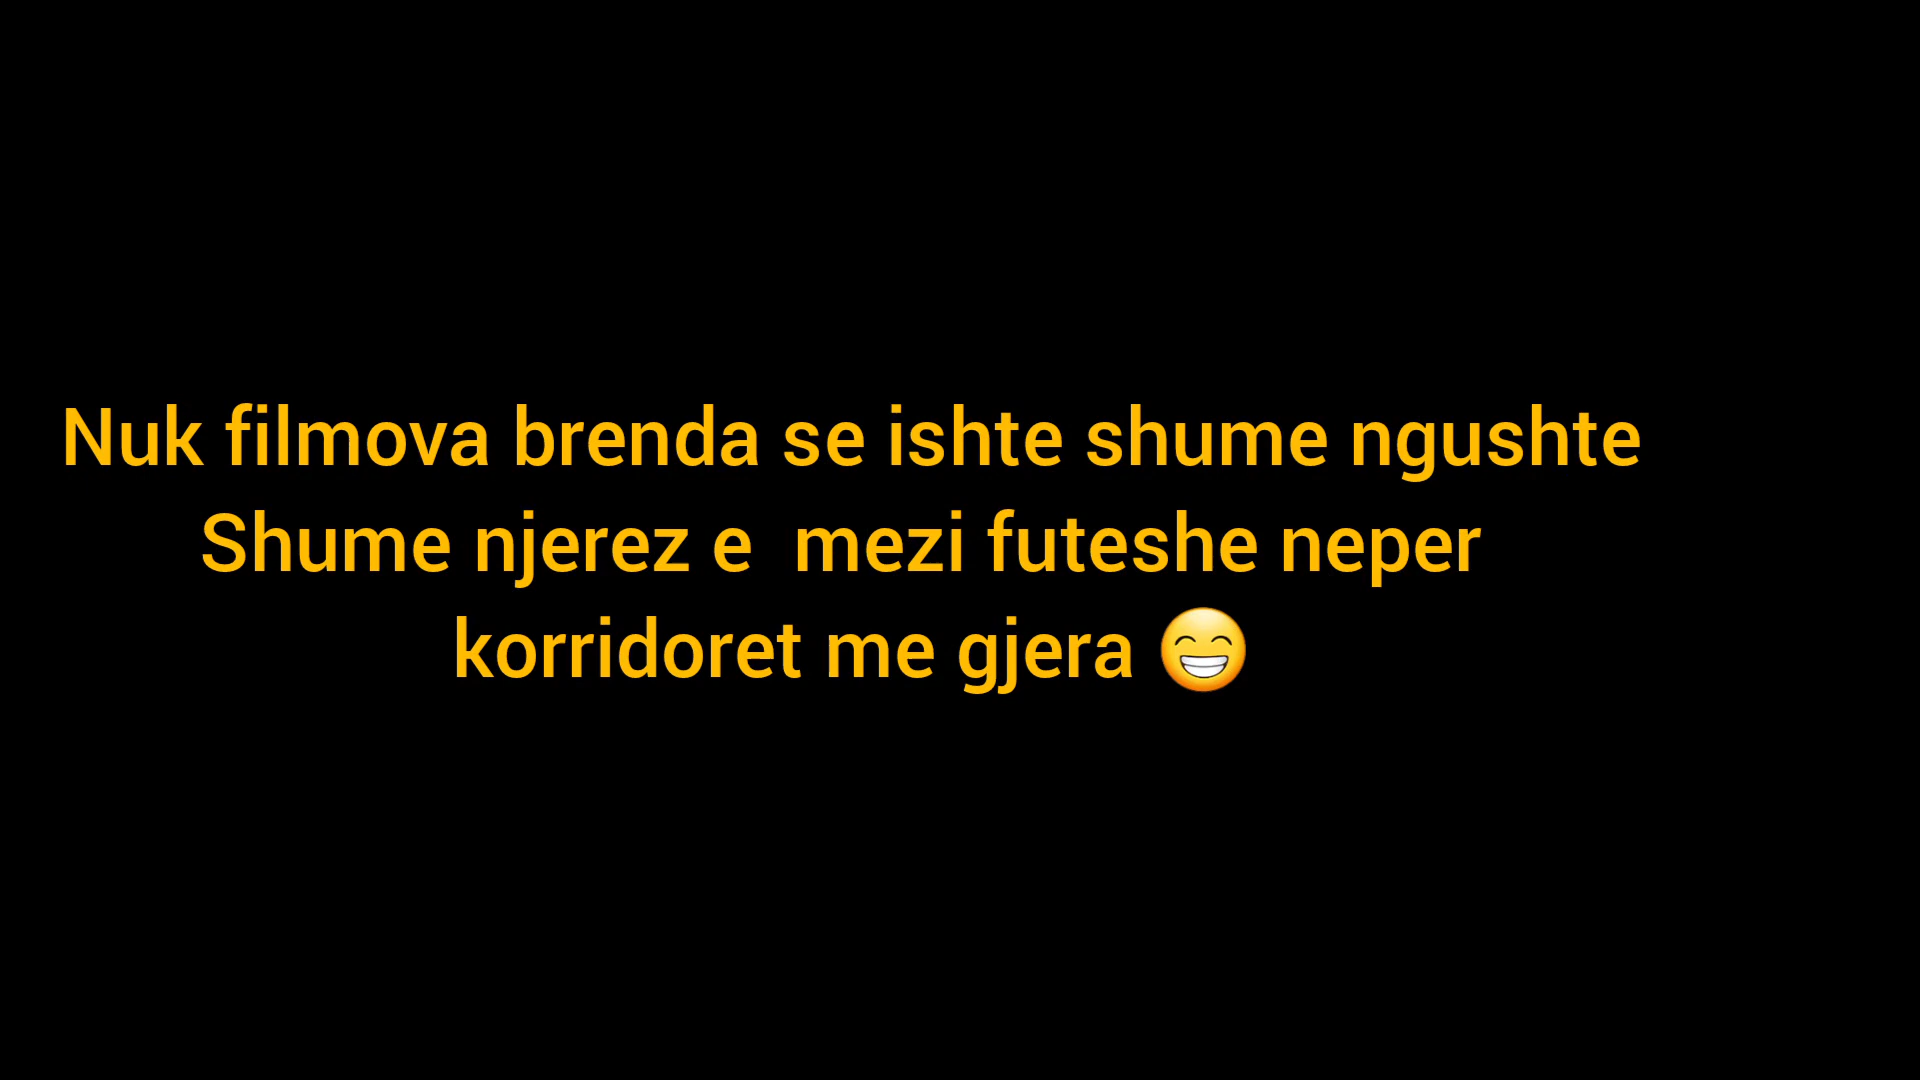 Nuk filmova brenda se ishte shume ngushte
Shume njerez e  mezi futeshe neper
korridoret me gjera 😁